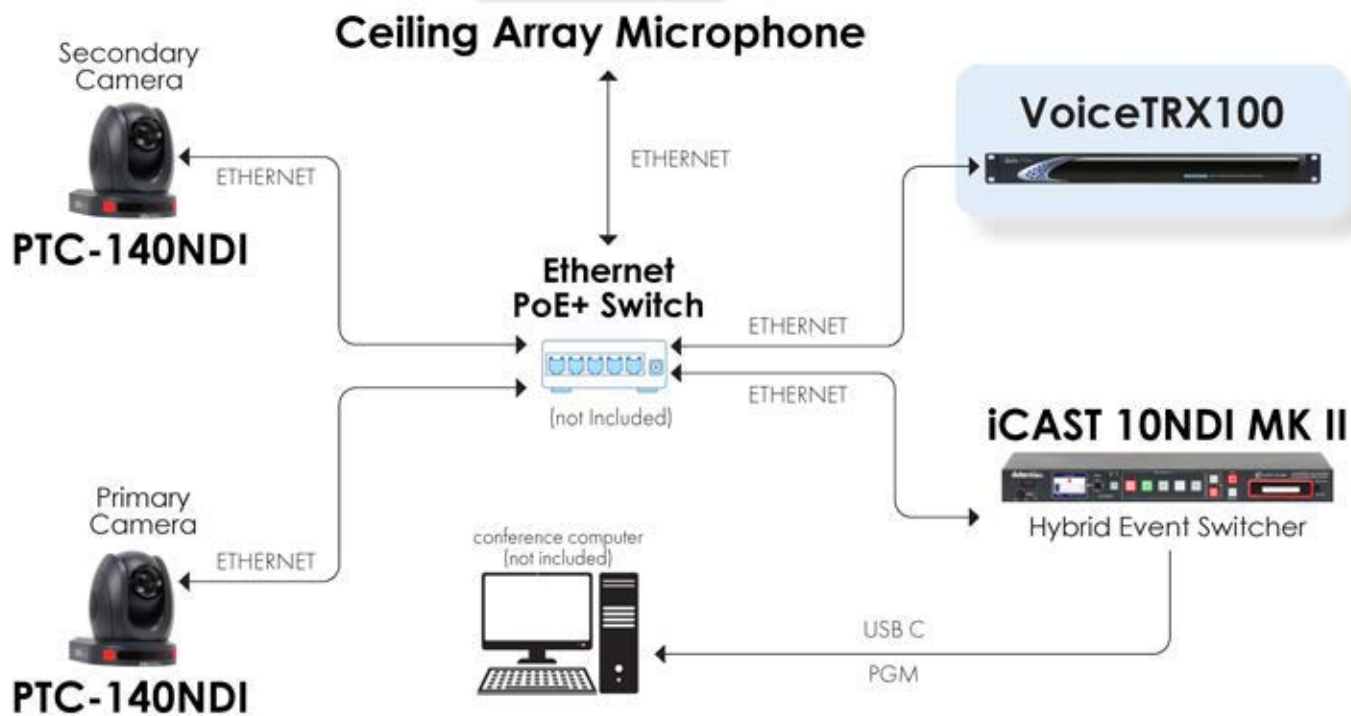 Ceiling Array Microphone
Secondary
Camera
ETHERNET
PTC-140NDI
ETHERNET
VoiceTRX100
Ethernet
PoE+ Switch
(not Included)
ETHERNET
ETHERNET
iCAST 10NDI MK II
Hybrid Event Switcher
Primary
Camera
ETHERNET
PTC-140NDI
conference computer
(not included)
USB C
PGM